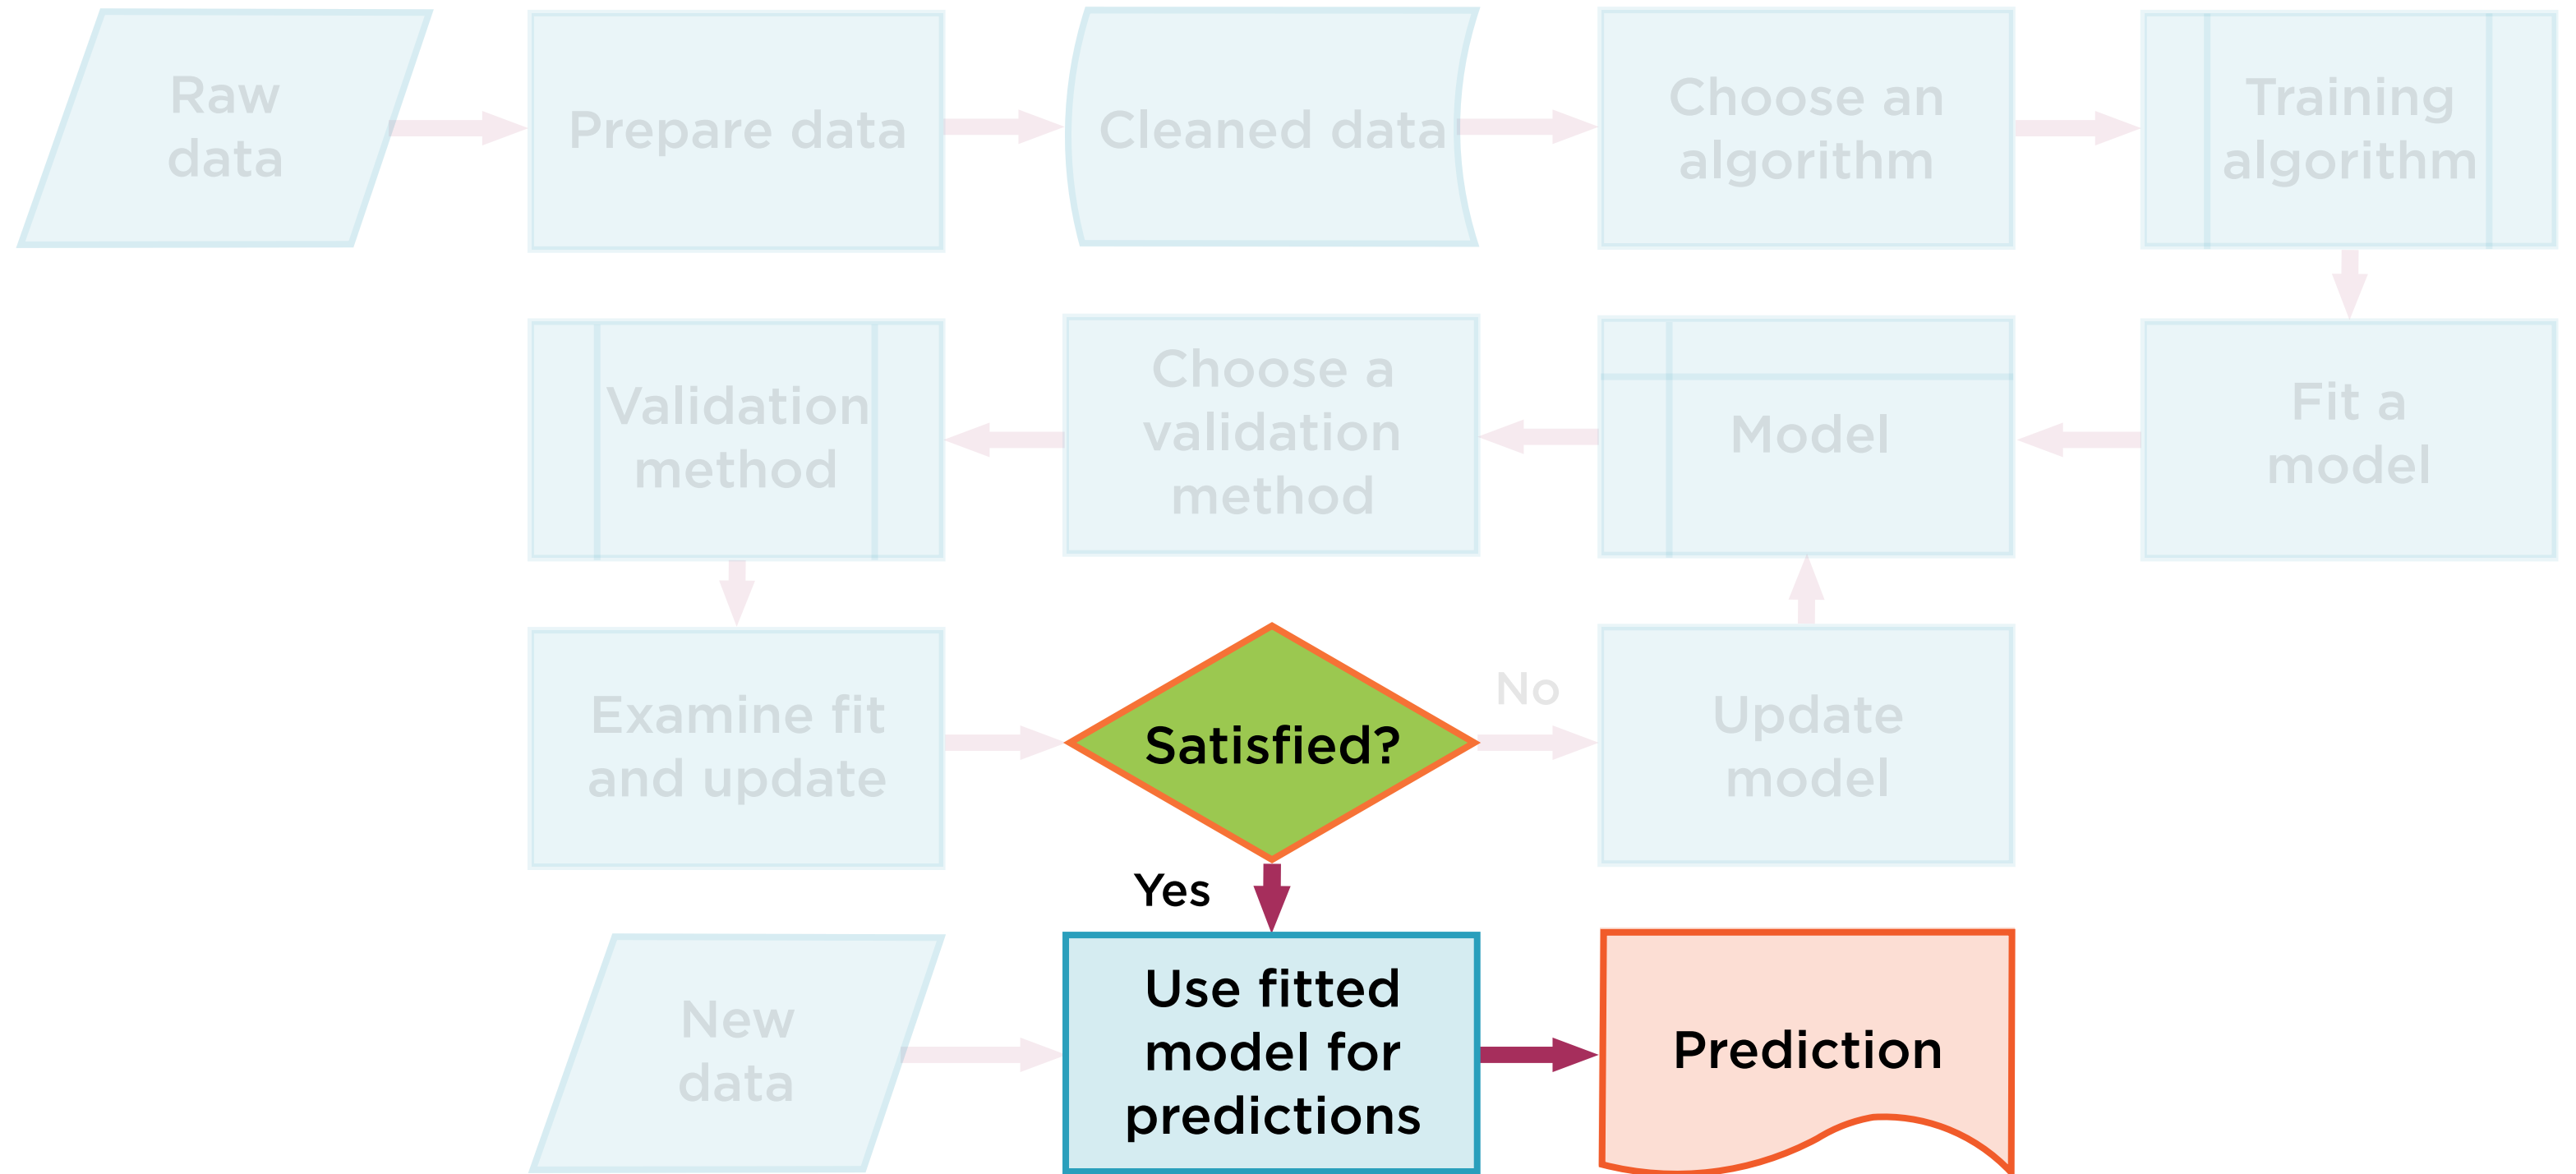 Raw
data
Prepare data
Cleaned data
Choose an
algorithm
Training
algorithm
Validation
method
Choose a
validation
method
Model
Fit a
model
Examine fit
and update
Satisfied?
No
Update
model
Yes
New
data
Use fitted
model for
predictions
Prediction